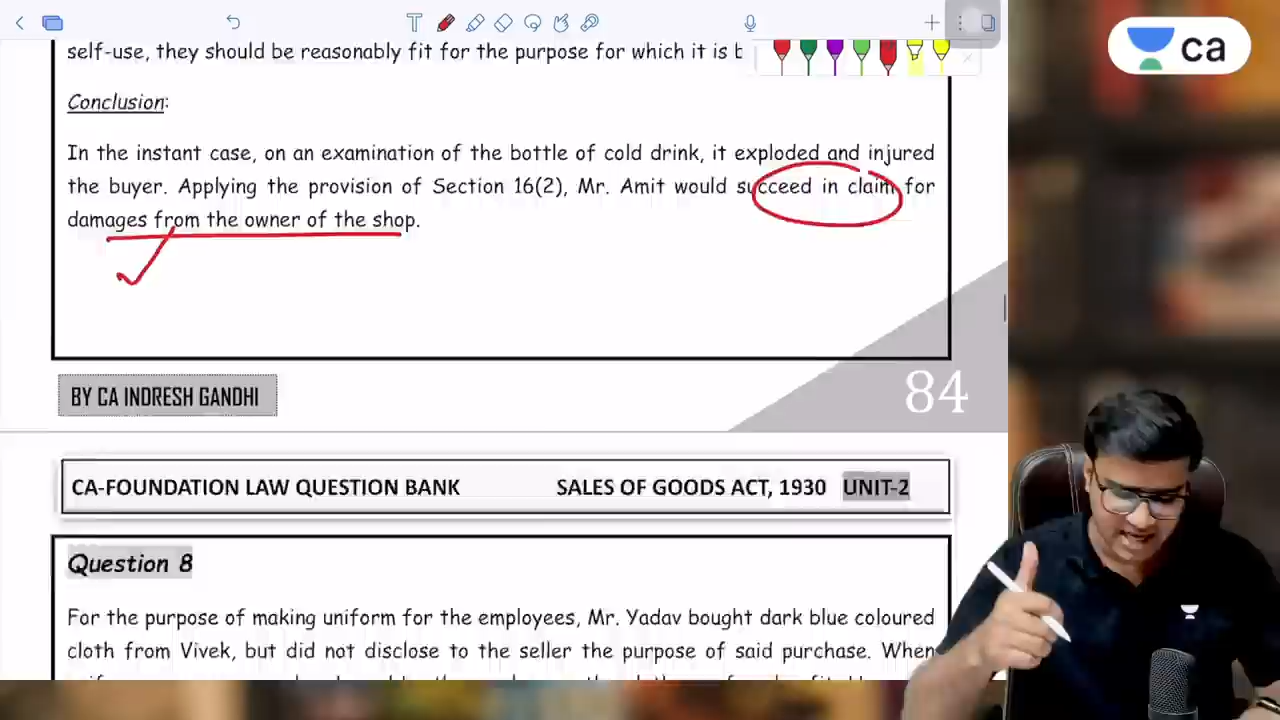 self-use, they should be reasonably fit for the purpose for which it is b
ca
Conclusion:
In the instant case, on an examination of the bottle of cold drink, it exploded and injured
the buyer. Applying the provision of Section 16(2), Mr. Amit would succeed in claim for
damages from the owner of the shop.
BY CA INDRESH GANDHI
84
CA-FOUNDATION LAW QUESTION BANK SALES OF GOODS ACT, 1930 UNIT-2
Question 8
For the purpose of making uniform for the employees, Mr. Yadav bought dark blue coloured
cloth from Vivek, but did not disclose to the seller the purpose of said purchase. When